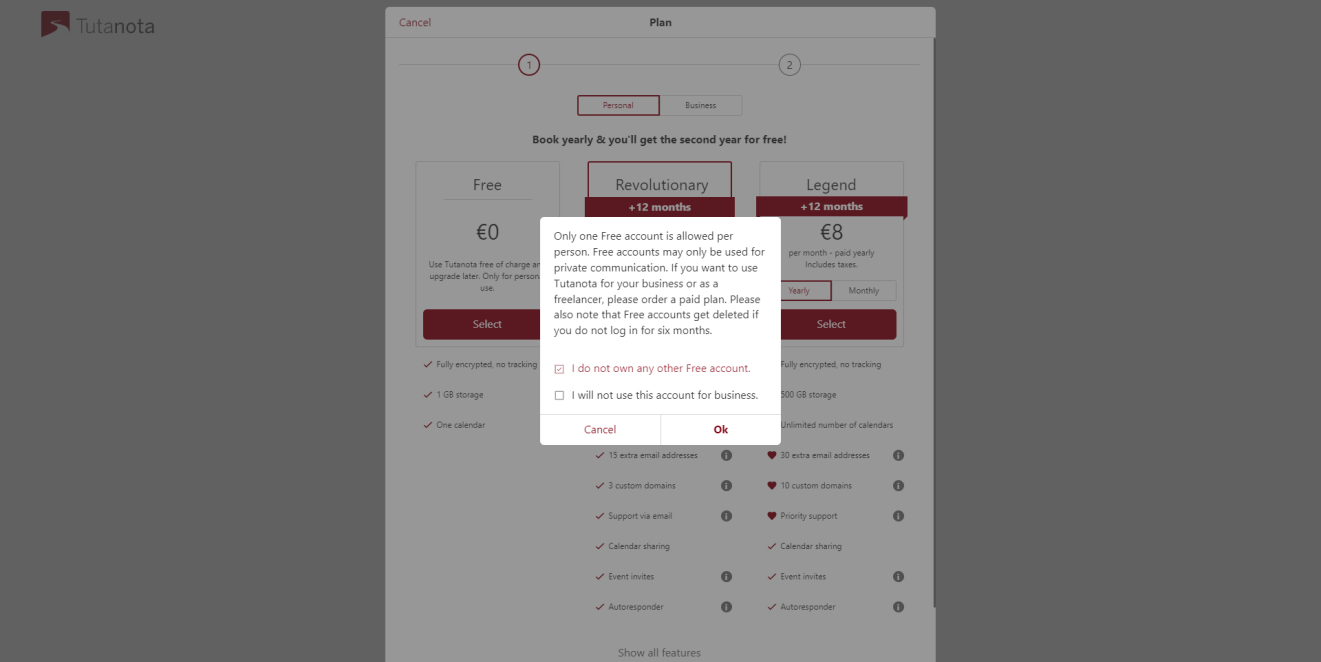 Tutanota
Cancel
Plan
1
2
Personal
Business
Book yearly & you'll get the second year for free!
Free
€0
Use Tutanota free of charge an
upgrade later. Only for person
use.
Select
Fully encrypted, no tracking
1 GB storage
One calendar
Revolutionary
+12 months
15 extra email addresses
3 custom domains
Support via email
Calendar sharing
Event invites
Autoresponder
Legend
+12 months
€8
per month - paid yearly
Includes taxes.
Yearly
Monthly
Select
Fully encrypted, no tracking
500 GB storage
Unlimited number of calendars
30 extra email addresses
10 custom domains
Priority support
Calendar sharing
Event invites
Autoresponder
Only one Free account is allowed per
person. Free accounts may only be used for
private communication. If you want to use
Tutanota for your business or as a
freelancer, please order a paid plan. Please
also note that Free accounts get deleted if
you do not log in for six months.
I do not own any other Free account.
I will not use this account for business.
Cancel
Ok
Show all features